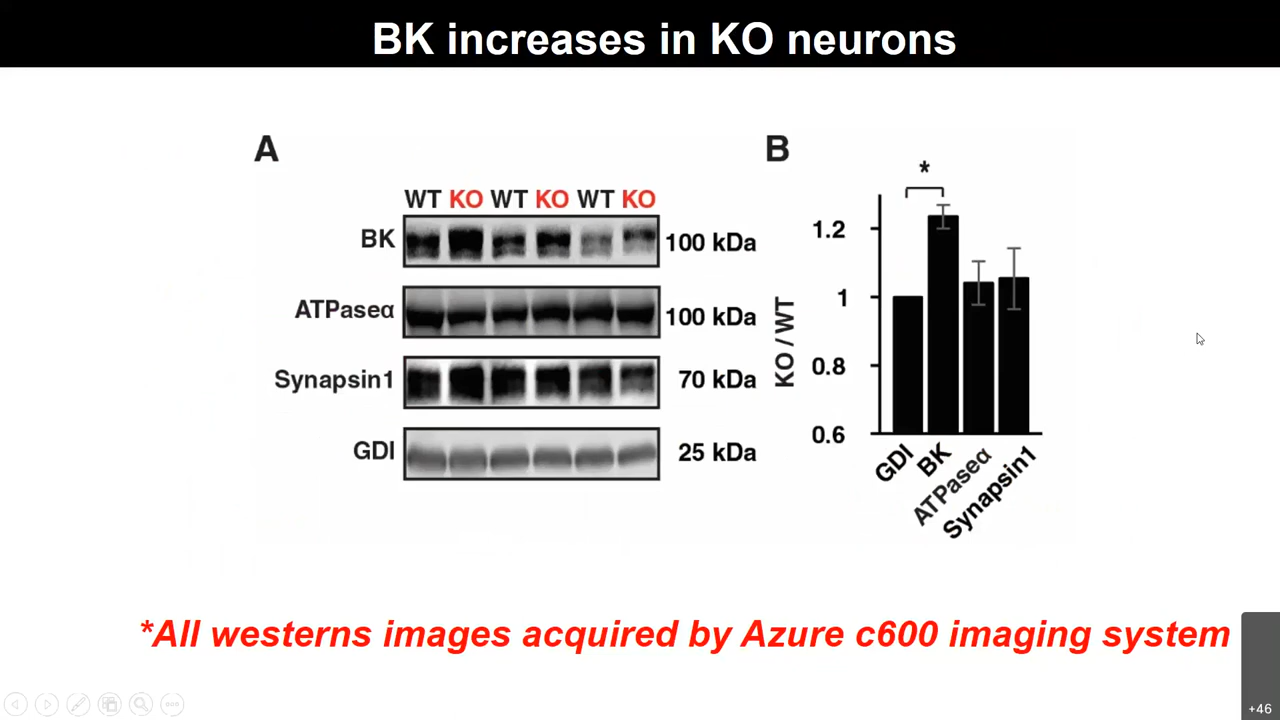 BK increases in KO neurons
A
WT KO WT KO WT KO
BK
100 kDa
ATPaseα
100 kDa
Synapsin1
70 kDa
GDI
25 kDa
B
*
1.2
1
0.8
0.6
KO / WT
GDI
BK
ATPaseα
Synapsin1
*All westerns images acquired by Azure c600 imaging system
+46